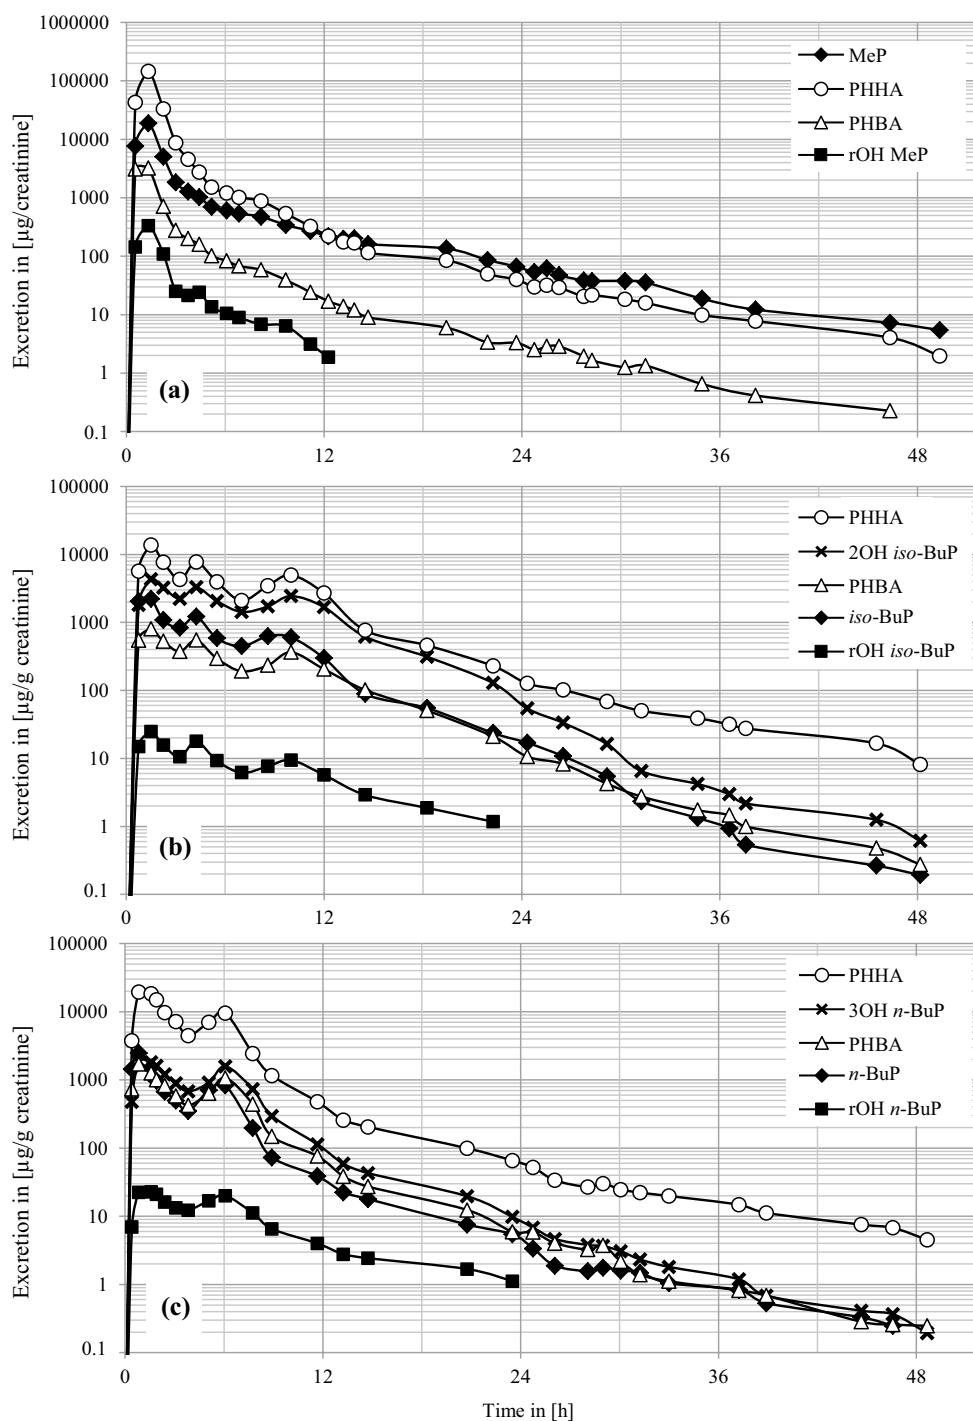 1000000
100000
10000
1000
100
10
1
0.1
Excretion in [µg/creatinine]
MeP
PHHA
PHBA
rOH MeP
(a)
0 12 24 36 48
100000
10000
1000
100
10
1
0.1
Excretion in [µg/g creatinine]
PHHA
2OH iso-BuP
PHBA
iso-BuP
rOH iso-BuP
(b)
0 12 24 36 48
100000
10000
1000
100
10
1
0.1
Excretion in [µg/g creatinine]
PHHA
3OH n-BuP
PHBA
n-BuP
rOH n-BuP
(c)
0 12 24 36 48
Time in [h]